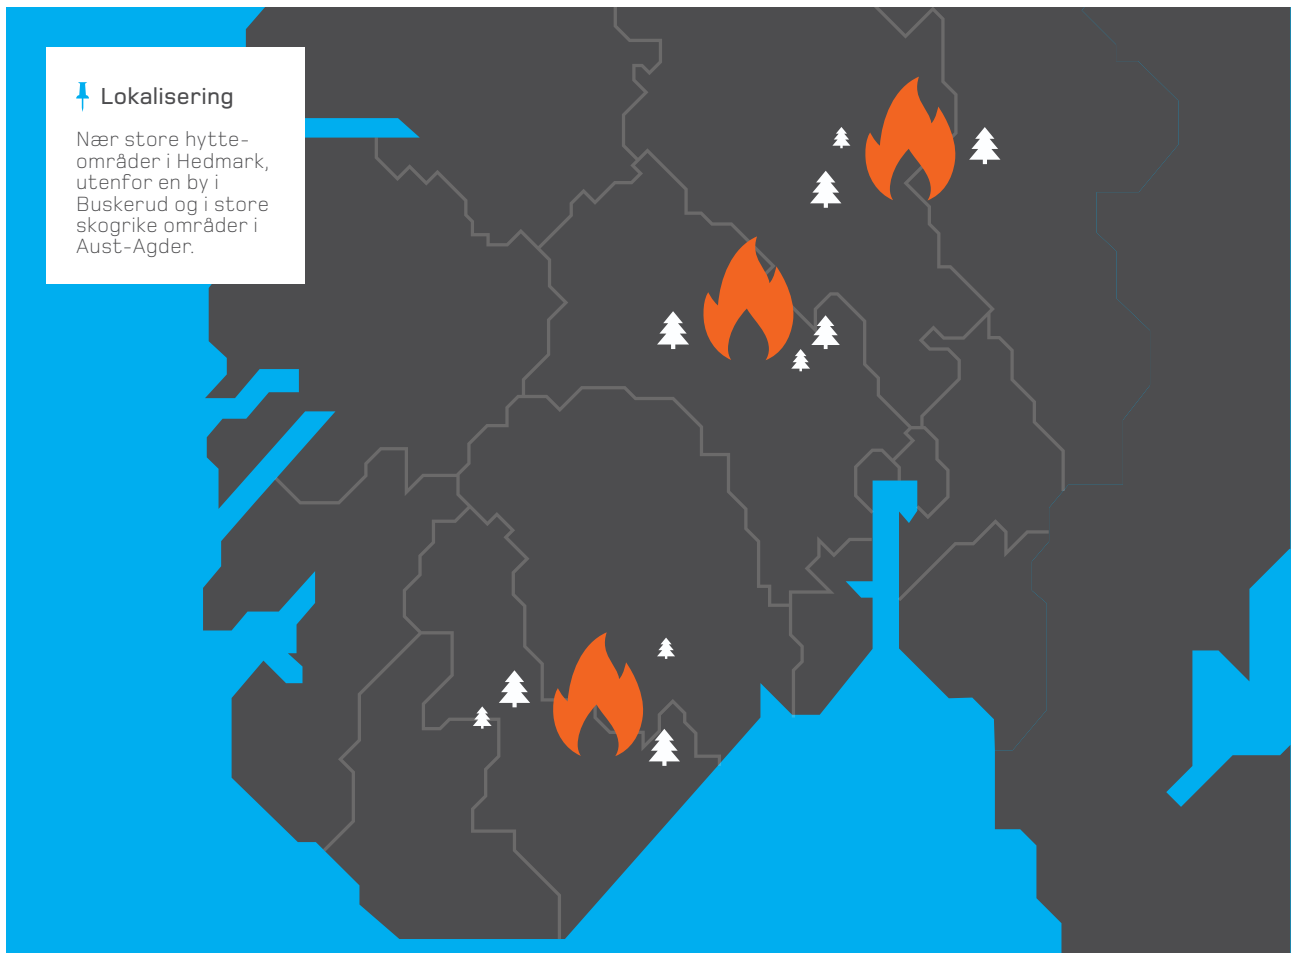 Lokalisering
Nær store hytte-
områder i Hedmark,
utenfor en by i
Buskerud og i store
skogrike områder i
Aust-Agder.